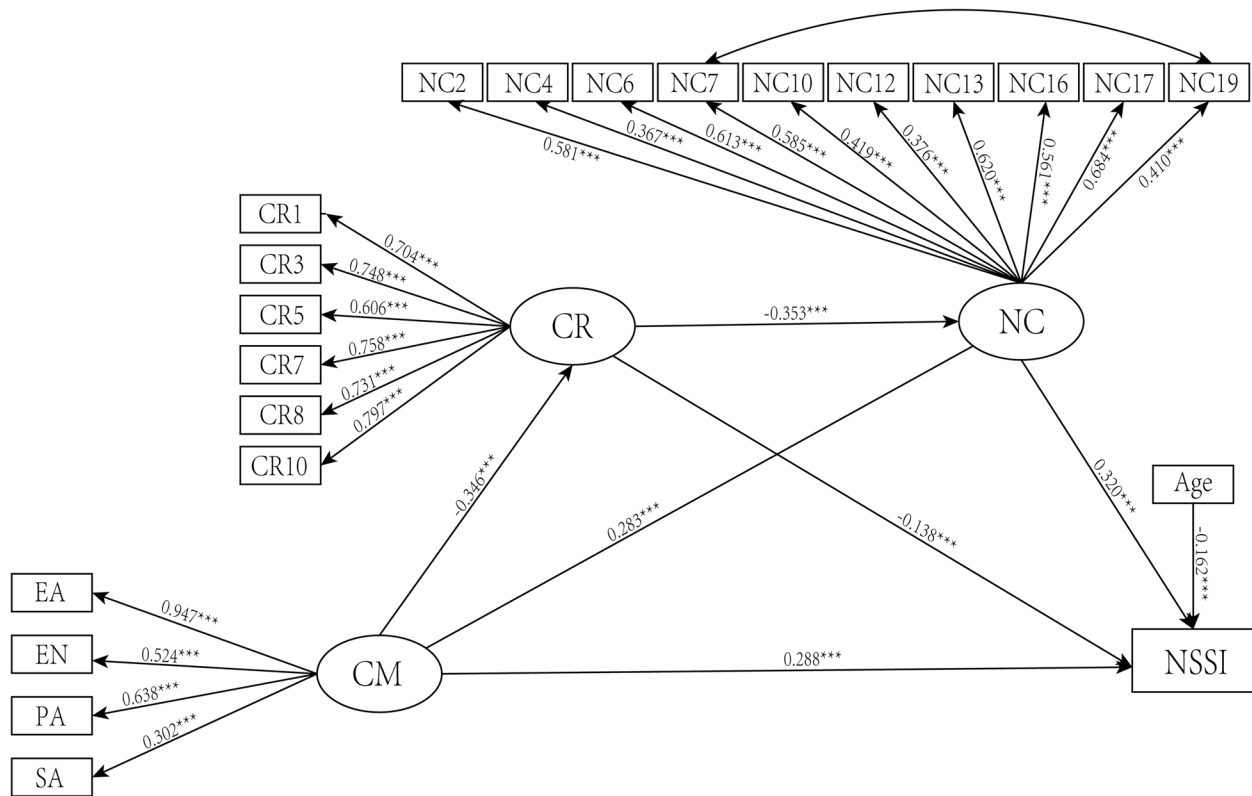 NC2
NC4
NC6
NC7
NC10
NC12
NC13
NC16
NC17
NC19
0.581***
0.367***
0.613***
0.585***
0.419***
0.376***
0.620***
0.561***
0.684***
0.410***
CR1
CR3
CR5
CR7
CR8
CR10
0.704***
0.748***
0.606***
0.758***
0.731***
0.797***
CR
-0.353***
NC
-0.346***
0.283***
-0.138***
0.320***
Age
-0.162***
EA
EN
PA
SA
0.947***
0.524***
0.638***
0.302***
CM
0.288***
NSSI